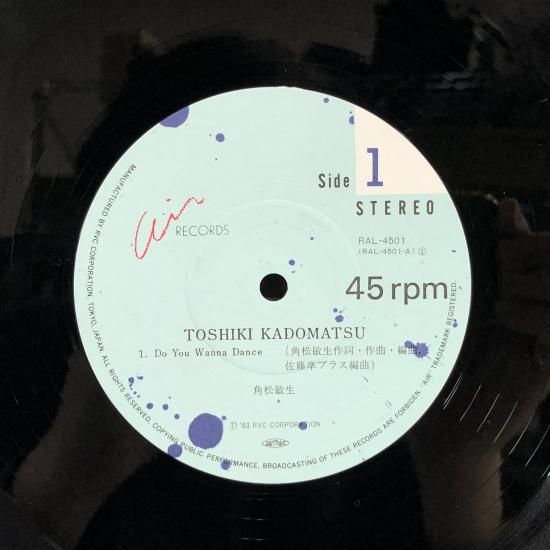 Side 1
STEREO
Air RECORDS
RAL-4501
(RAL-4501-A) ①
45 rpm
TOSHIKI KADOMATSU
1. Do You Wanna Dance (角松敏生作詞・作曲・編曲,
佐藤準ブラス編曲)
角松敏生
Ⓟ '83 RVC CORPORATION
MANUFACTURED BY RVC CORPORATION, TOKYO, JAPAN. ALL RIGHTS RESERVED, COPYING PUBLIC PERFORMANCE, BROADCASTING OF THESE RECORDS ARE FORBIDDEN. "AIR" TRADEMARK REGISTERED.